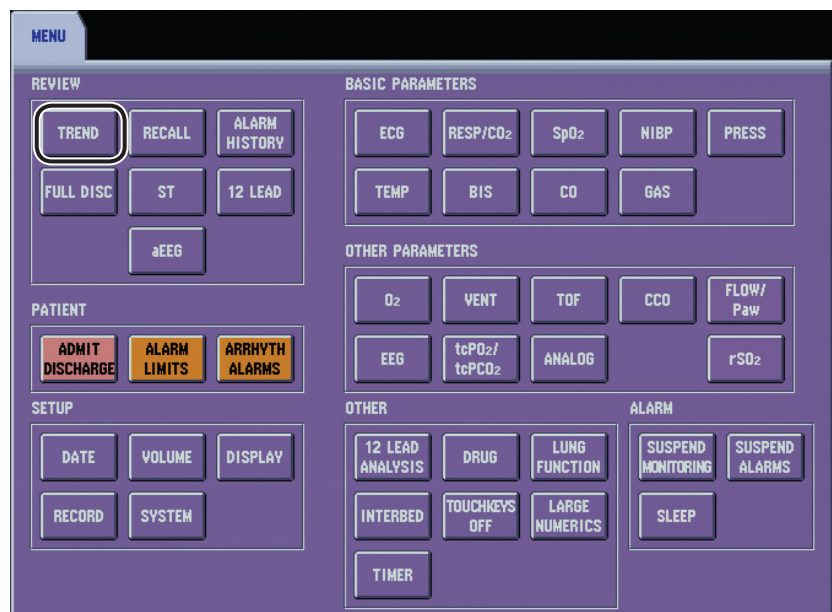 MENU
REVIEW
TREND
RECALL
ALARM
HISTORY
FULL DISC
ST
12 LEAD
aEEG
PATIENT
ADMIT
DISCHARGE
ALARM
LIMITS
ARRHYTH
ALARMS
SETUP
DATE
VOLUME
DISPLAY
RECORD
SYSTEM
BASIC PARAMETERS
ECG
RESP/CO2
SpO2
NIBP
PRESS
TEMP
BIS
CO
GAS
OTHER PARAMETERS
O2
VENT
TOF
CCO
FLOW/
Paw
EEG
tcPO2/
tcPCO2
ANALOG
rSO2
OTHER
12 LEAD
ANALYSIS
DRUG
LUNG
FUNCTION
INTERBED
TOUCHKEYS
OFF
LARGE
NUMERICS
TIMER
ALARM
SUSPEND
MONITORING
SUSPEND
ALARMS
SLEEP